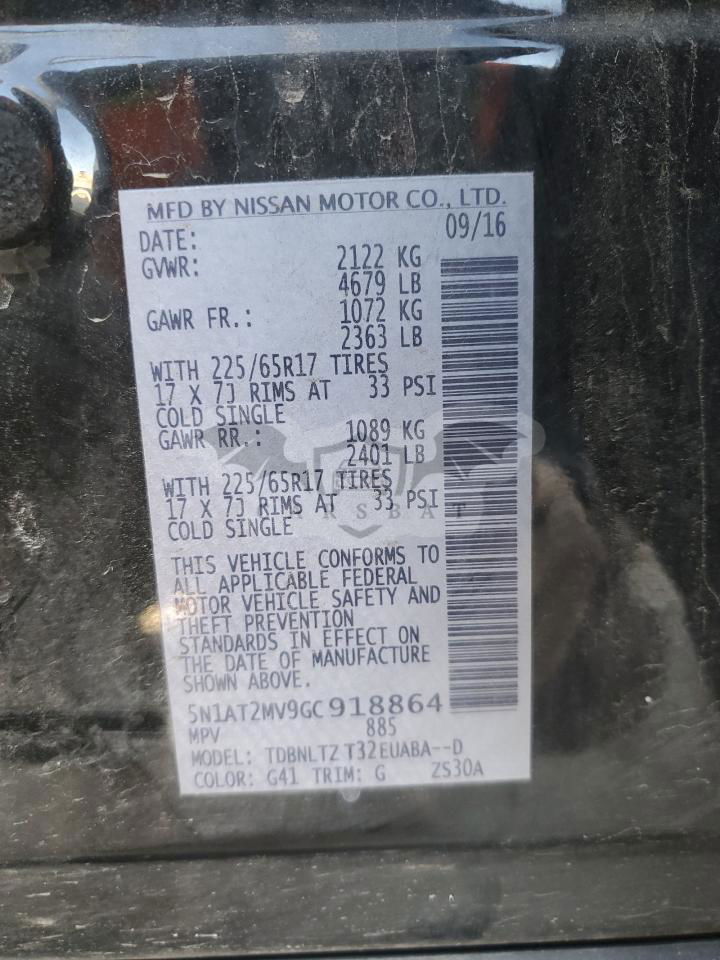 MFD BY NISSAN MOTOR CO., LTD.
DATE: 09/16
GVWR: 2122 KG
4679 LB
GAWR FR.: 1072 KG
2363 LB
WITH 225/65R17 TIRES
17 X 7J RIMS AT 33 PSI
COLD SINGLE
GAWR RR.: 1089 KG
2401 LB
WITH 225/65R17 TIRES
17 X 7J RIMS AT 33 PSI
COLD SINGLE
THIS VEHICLE CONFORMS TO
ALL APPLICABLE FEDERAL
MOTOR VEHICLE SAFETY AND
THEFT PREVENTION
STANDARDS IN EFFECT ON
THE DATE OF MANUFACTURE
SHOWN ABOVE.
5N1AT2MV9GC918864
MPV 885
MODEL: TDBNLTZ T32EUABA--D
COLOR: G41 TRIM: G ZS30A